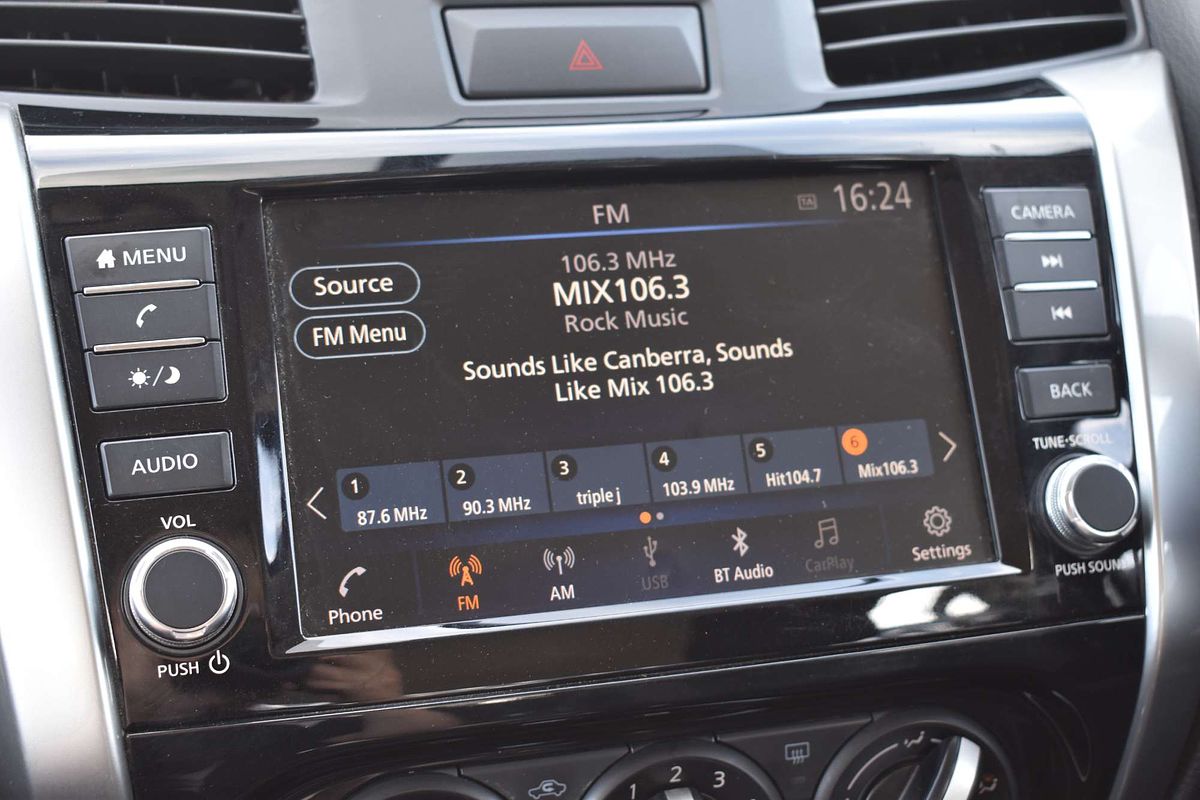 FM
TA
16:24
MENU
CAMERA
Source
106.3 MHz
MIX106.3
Rock Music
FM Menu
Sounds Like Canberra, Sounds
Like Mix 106.3
BACK
AUDIO
TUNE·SCROLL
1
87.6 MHz
2
90.3 MHz
3
triple j
4
103.9 MHz
5
Hit104.7
6
Mix106.3
VOL
Phone
FM
AM
USB
BT Audio
CarPlay
Settings
PUSH SOUND
PUSH
1 2 3